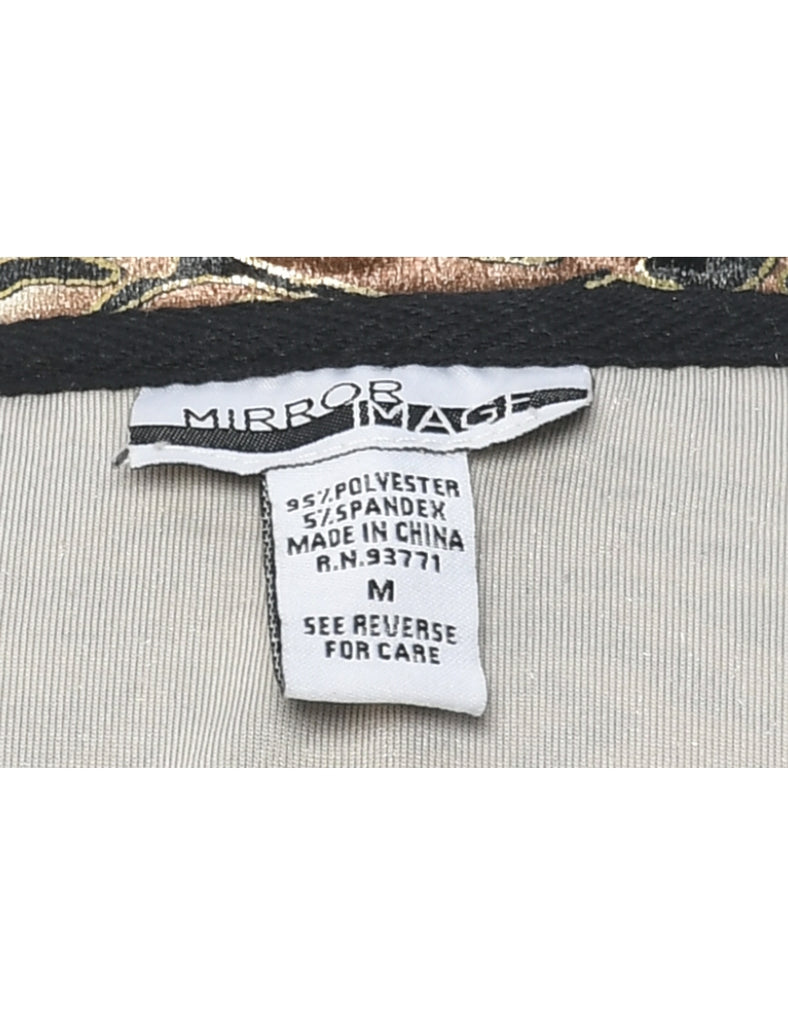 MIRROR
IMAGE
95% POLYESTER
5% SPANDEX
MADE IN CHINA
R.N.93771
M
SEE REVERSE
FOR CARE